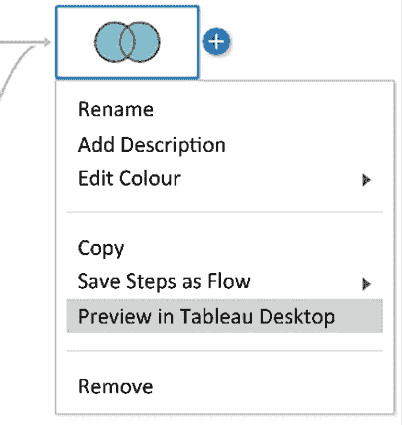 Rename
Add Description
Edit Colour
Copy
Save Steps as Flow
Preview in Tableau Desktop
Remove